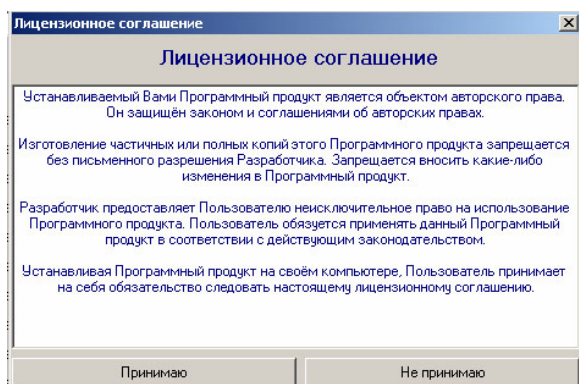 Лицензионное соглашение
Лицензионное соглашение
Устанавливаемый Вами Программный продукт является объектом авторского права.
Он защищён законом и соглашениями об авторских правах.
Изготовление частичных или полных копий этого Программного продукта запрещается
без письменного разрешения Разработчика. Запрещается вносить какие-либо
изменения в Программный продукт.
Разработчик предоставляет Пользователю неисключительное право на использование
Программного продукта. Пользователь обязуется применять данный Программный
продукт в соответствии с действующим законодательством.
Устанавливая Программный продукт на своём компьютере, Пользователь принимает
на себя обязательство следовать настоящему лицензионному соглашению.
Принимаю Не принимаю